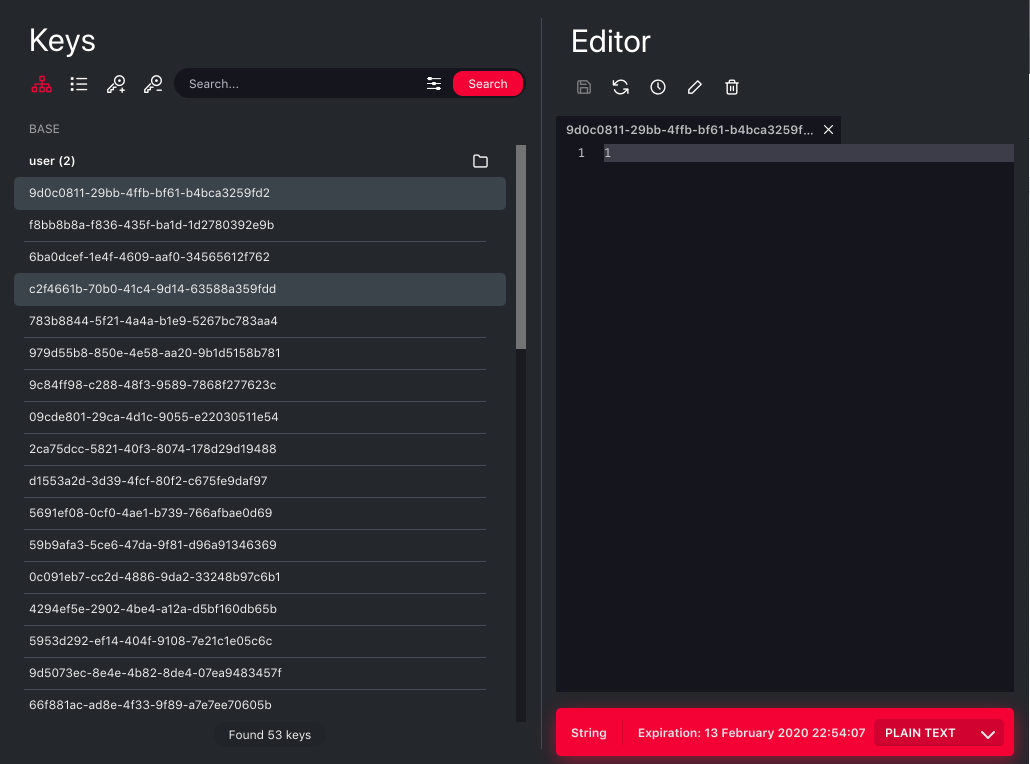 Keys
Search...
Search
BASE
user (2)
9d0c0811-29bb-4ffb-bf61-b4bca3259fd2
f8bb8b8a-f836-435f-ba1d-1d2780392e9b
6ba0dcef-1e4f-4609-aaf0-34565612f762
c2f4661b-70b0-41c4-9d14-63588a359fdd
783b8844-5f21-4a4a-b1e9-5267bc783aa4
979d55b8-850e-4e58-aa20-9b1d5158b781
9c84ff98-c288-48f3-9589-7868f277623c
09cde801-29ca-4d1c-9055-e22030511e54
2ca75dcc-5821-40f3-8074-178d29d19488
d1553a2d-3d39-4fcf-80f2-c675fe9daf97
5691ef08-0cf0-4ae1-b739-766afbae0d69
59b9afa3-5ce6-47da-9f81-d96a91346369
0c091eb7-cc2d-4886-9da2-33248b97c6b1
4294ef5e-2902-4be4-a12a-d5bf160db65b
5953d292-ef14-404f-9108-7e21c1e05c6c
9d5073ec-8e4e-4b82-8de4-07ea9483457f
66f881ac-ad8e-4f33-9f89-a7e7ee70605b
Found 53 keys
Editor
9d0c0811-29bb-4ffb-bf61-b4bca3259f...
1 1
String
Expiration: 13 February 2020 22:54:07
PLAIN TEXT